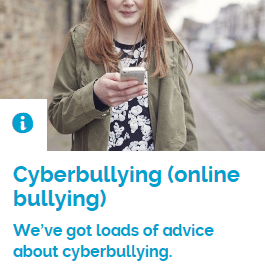 Cyberbullying (online
bullying)
We've got loads of advice
about cyberbullying.